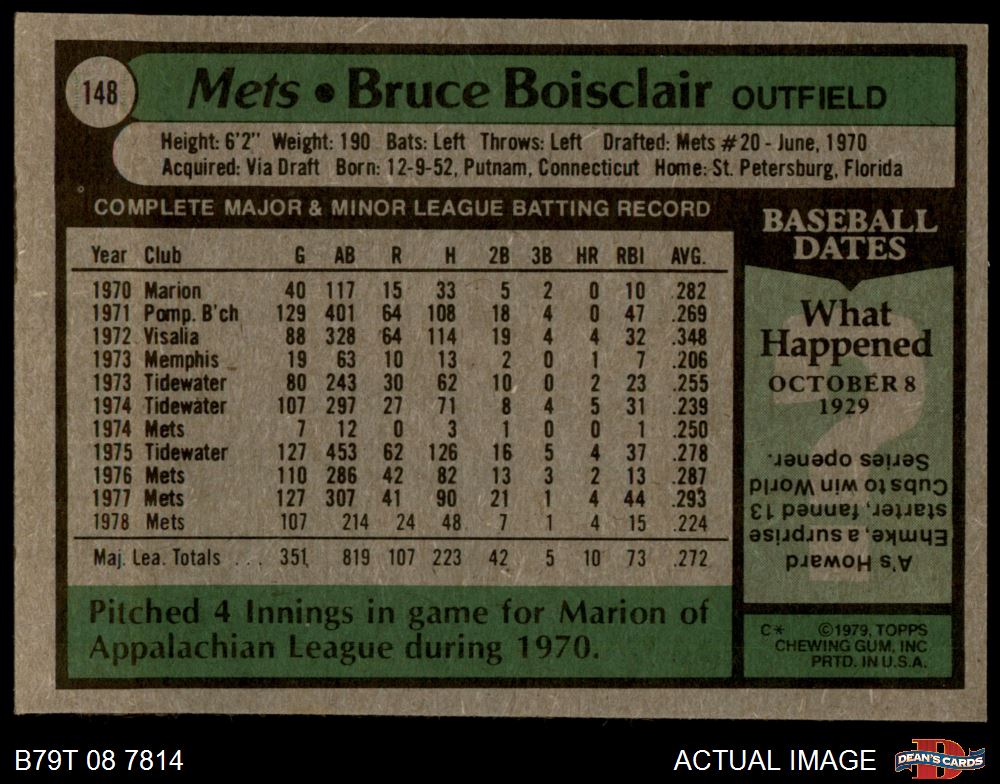 148
Mets • Bruce Boisclair OUTFIELD
Height: 6'2" Weight: 190 Bats: Left Throws: Left Drafted: Mets #20 - June, 1970
Acquired: Via Draft Born: 12-9-52, Putnam, Connecticut Home: St. Petersburg, Florida
COMPLETE MAJOR & MINOR LEAGUE BATTING RECORD
Year Club G AB R H 2B 3B HR RBI AVG.
1970 Marion 40 117 15 33 5 2 0 10 .282
1971 Pomp. B'ch 129 401 64 108 18 4 0 47 .269
1972 Visalia 88 328 64 114 19 4 4 32 .348
1973 Memphis 19 63 10 13 2 0 1 7 .206
1973 Tidewater 80 243 30 62 10 0 2 23 .255
1974 Tidewater 107 297 27 71 8 4 5 31 .239
1974 Mets 7 12 0 3 1 0 0 1 .250
1975 Tidewater 127 453 62 126 16 5 4 37 .278
1976 Mets 110 286 42 82 13 3 2 13 .287
1977 Mets 127 307 41 90 21 1 4 44 .293
1978 Mets 107 214 24 48 7 1 4 15 .224
Maj. Lea. Totals . . . 351 819 107 223 42 5 10 73 .272
Pitched 4 Innings in game for Marion of
Appalachian League during 1970.
BASEBALL
DATES
What
Happened
OCTOBER 8
1929
A's Howard
Ehmke, a surprise
starter, fanned 13
Cubs to win World
Series opener.
C* ©1979, TOPPS
CHEWING GUM, INC
PRTD. IN U.S.A.
B79T 08 7814
ACTUAL IMAGE
DEAN'S CARDS